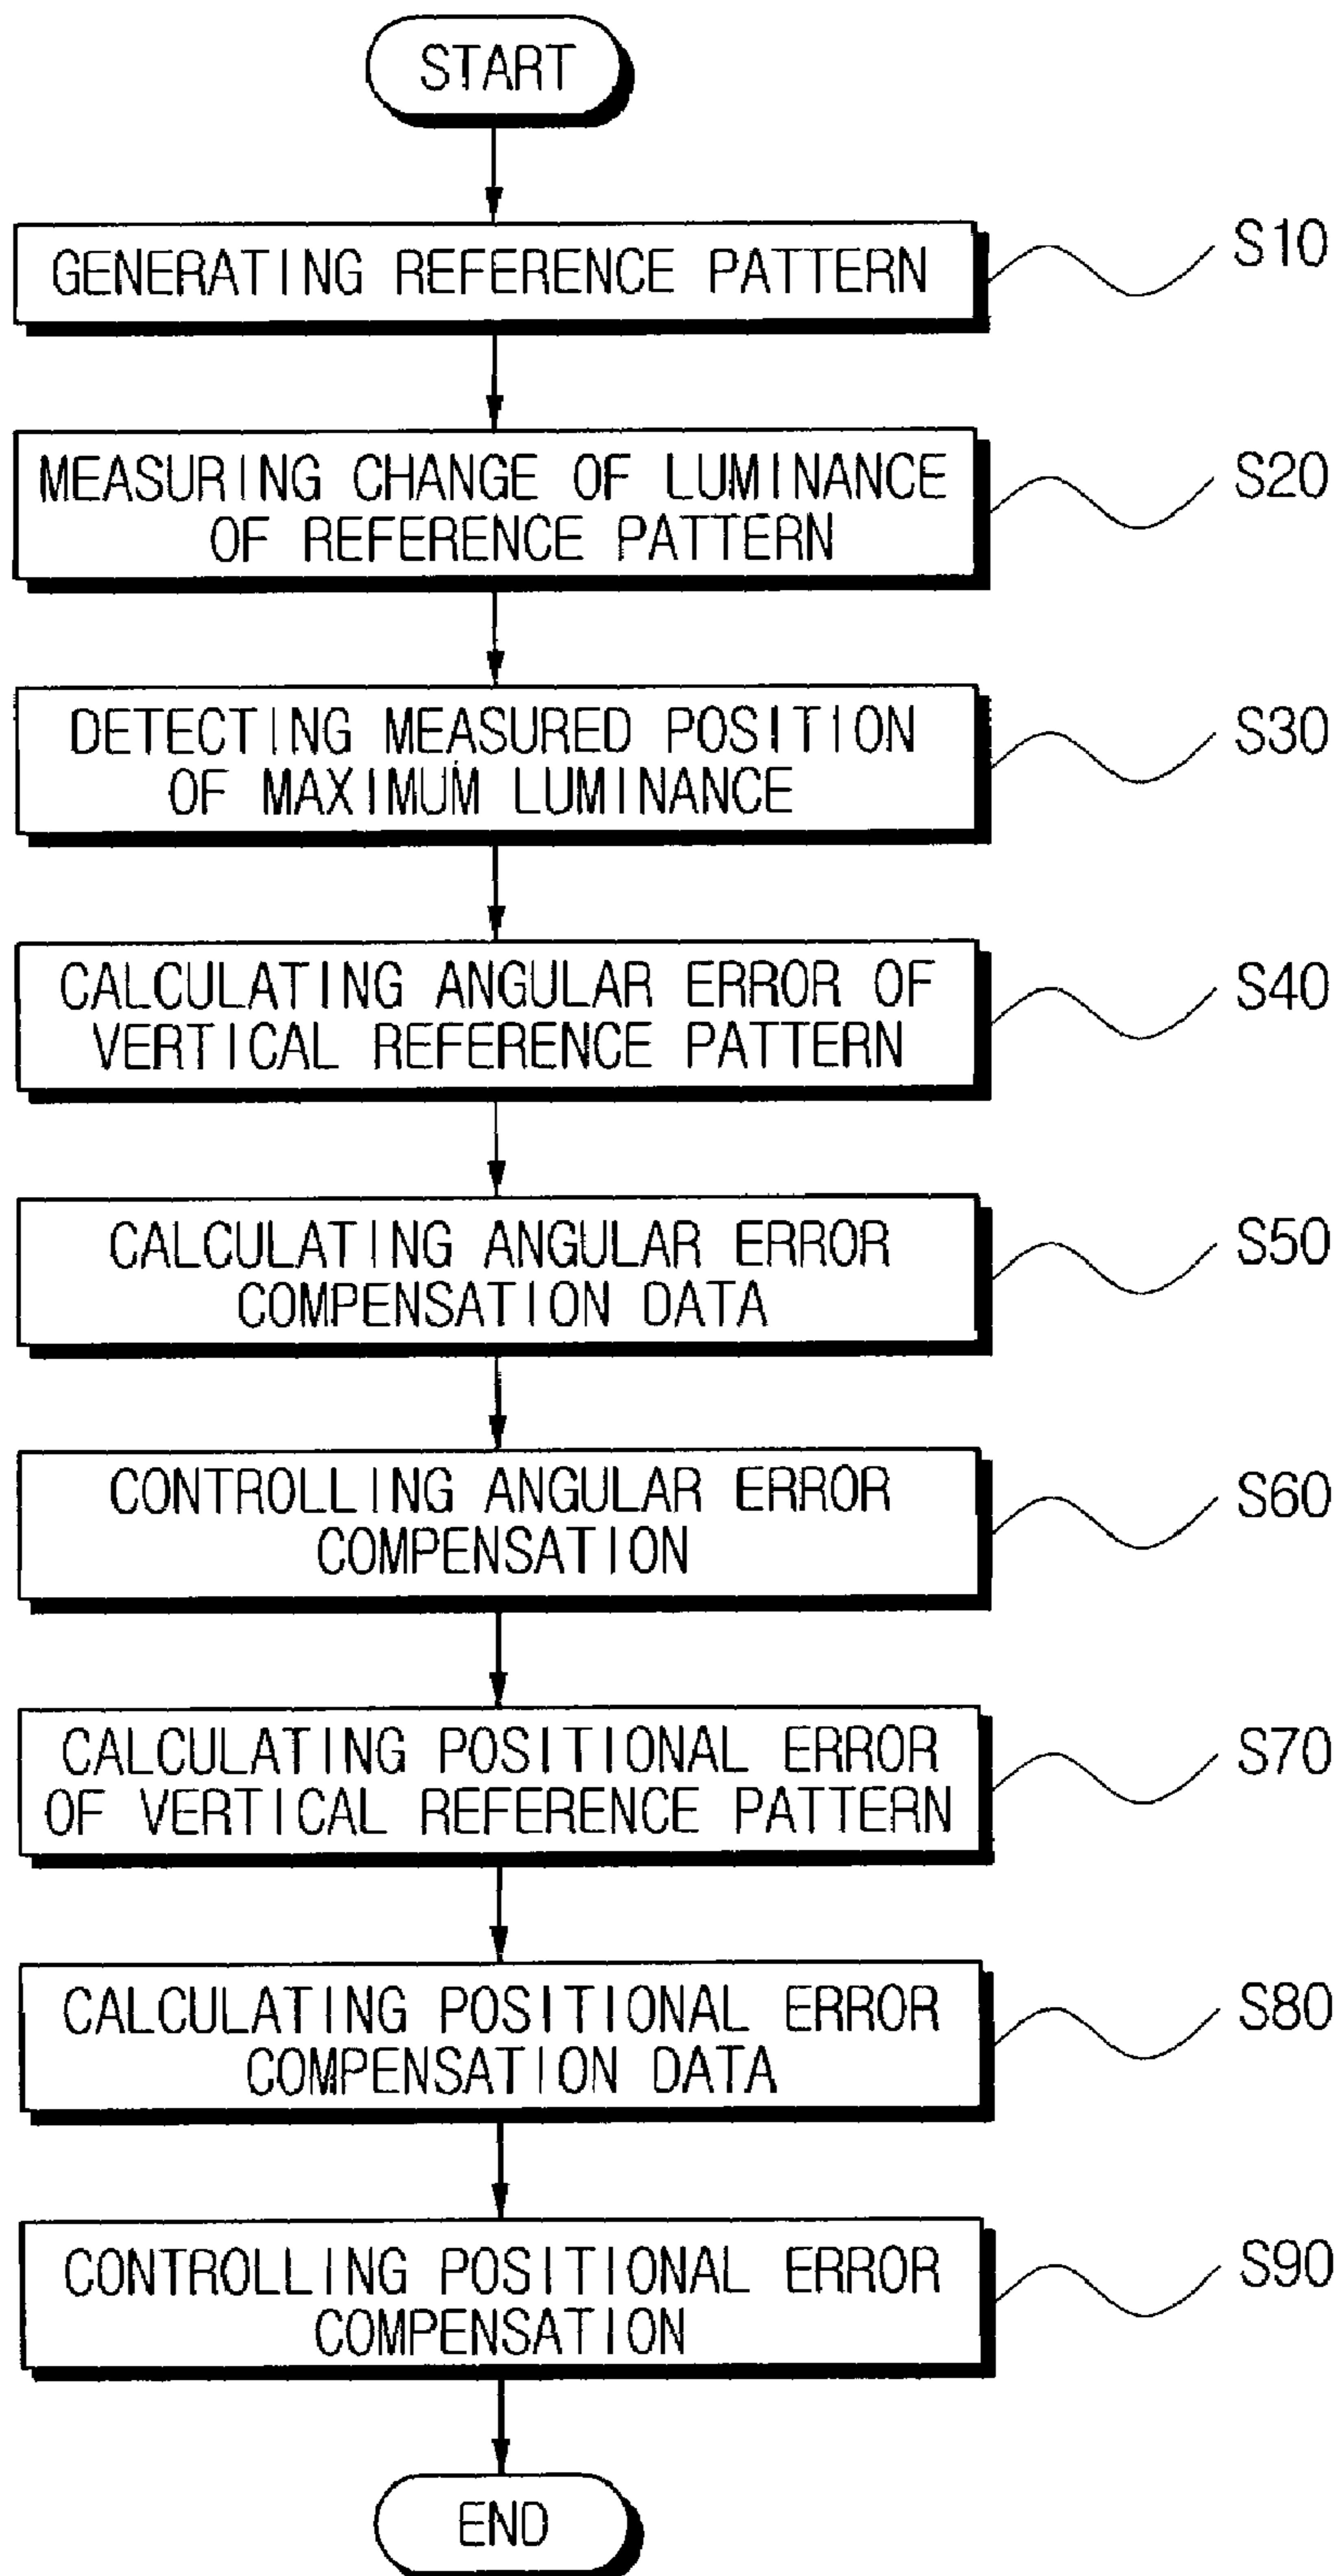 START
GENERATING REFERENCE PATTERN
S10
MEASURING CHANGE OF LUMINANCE
OF REFERENCE PATTERN
S20
DETECTING MEASURED POSITION
OF MAXIMUM LUMINANCE
S30
CALCULATING ANGULAR ERROR OF
VERTICAL REFERENCE PATTERN
S40
CALCULATING ANGULAR ERROR
COMPENSATION DATA
S50
CONTROLLING ANGULAR ERROR
COMPENSATION
S60
CALCULATING POSITIONAL ERROR
OF VERTICAL REFERENCE PATTERN
S70
CALCULATING POSITIONAL ERROR
COMPENSATION DATA
S80
CONTROLLING POSITIONAL ERROR
COMPENSATION
S90
END